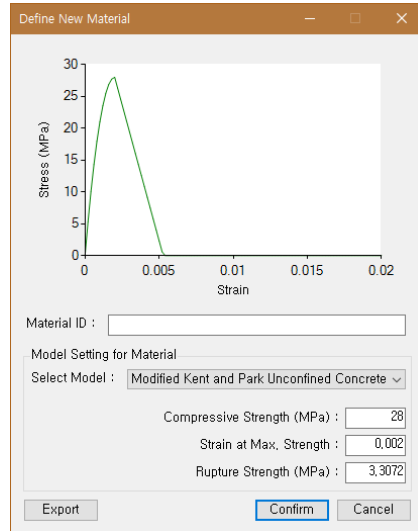 Define New Material
30
25
20
15
10
5
0
Stress (MPa)
0 0.005 0.01 0.015 0.02
Strain
Material ID :
Model Setting for Material
Select Model : Modified Kent and Park Unconfined Concrete
Compressive Strength (MPa) : 28
Strain at Max. Strength : 0.002
Rupture Strength (MPa) : 3.3072
Export Confirm Cancel